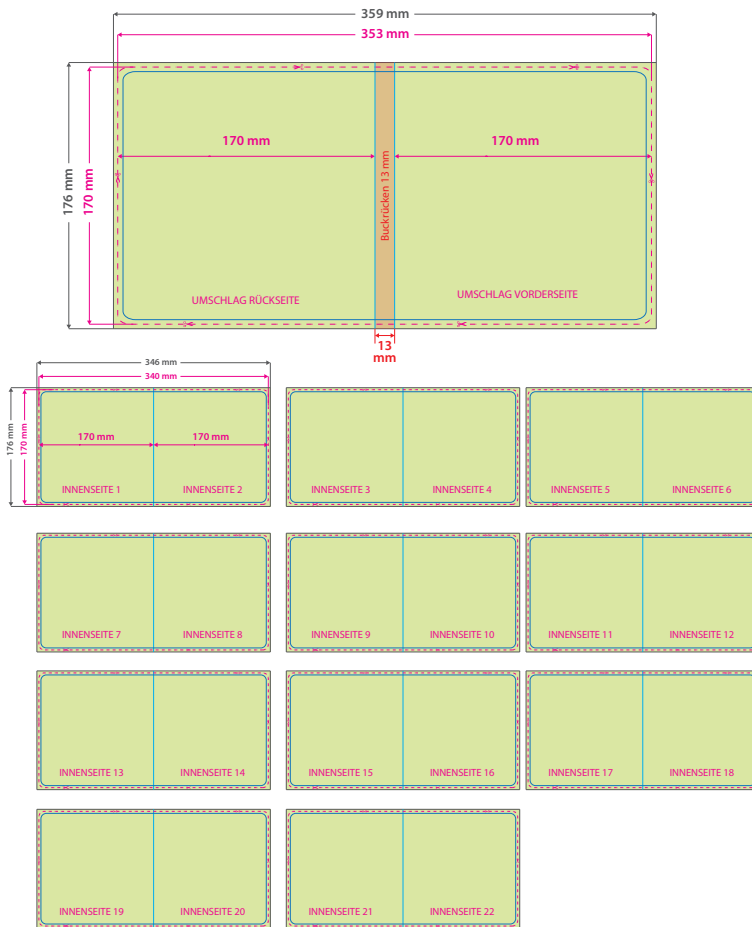 359 mm
353 mm
176 mm
170 mm
170 mm
170 mm
Buckrücken 13 mm
UMSCHLAG RÜCKSEITE
UMSCHLAG VORDERSEITE
13
mm
346 mm
340 mm
176 mm
170 mm
170 mm
170 mm
INNENSEITE 1
INNENSEITE 2
INNENSEITE 3
INNENSEITE 4
INNENSEITE 5
INNENSEITE 6
INNENSEITE 7
INNENSEITE 8
INNENSEITE 9
INNENSEITE 10
INNENSEITE 11
INNENSEITE 12
INNENSEITE 13
INNENSEITE 14
INNENSEITE 15
INNENSEITE 16
INNENSEITE 17
INNENSEITE 18
INNENSEITE 19
INNENSEITE 20
INNENSEITE 21
INNENSEITE 22